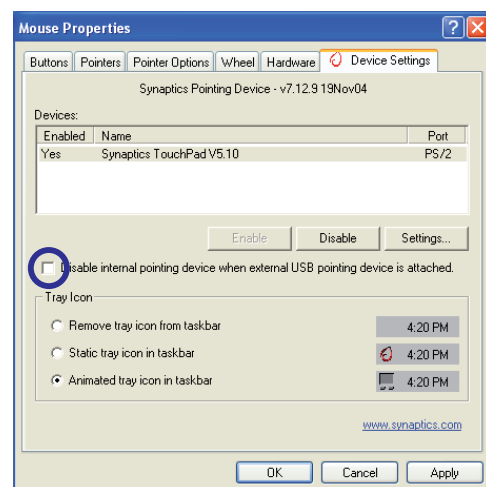 Mouse Properties
Buttons Pointers Pointer Options Wheel Hardware Device Settings
Synaptics Pointing Device - v7.12.9 19Nov04
Devices:
Enabled Name Port
Yes Synaptics TouchPad V5.10 PS/2
Enable Disable Settings...
Disable internal pointing device when external USB pointing device is attached.
Tray Icon
Remove tray icon from taskbar 4:20 PM
Static tray icon in taskbar 4:20 PM
Animated tray icon in taskbar 4:20 PM
www.synaptics.com
OK Cancel Apply